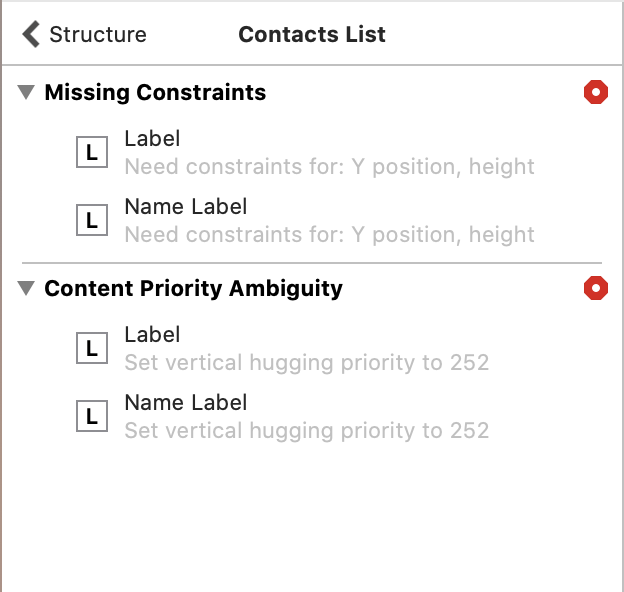 Structure
Contacts List
Missing Constraints
L
Label
Need constraints for: Y position, height
L
Name Label
Need constraints for: Y position, height
Content Priority Ambiguity
L
Label
Set vertical hugging priority to 252
L
Name Label
Set vertical hugging priority to 252